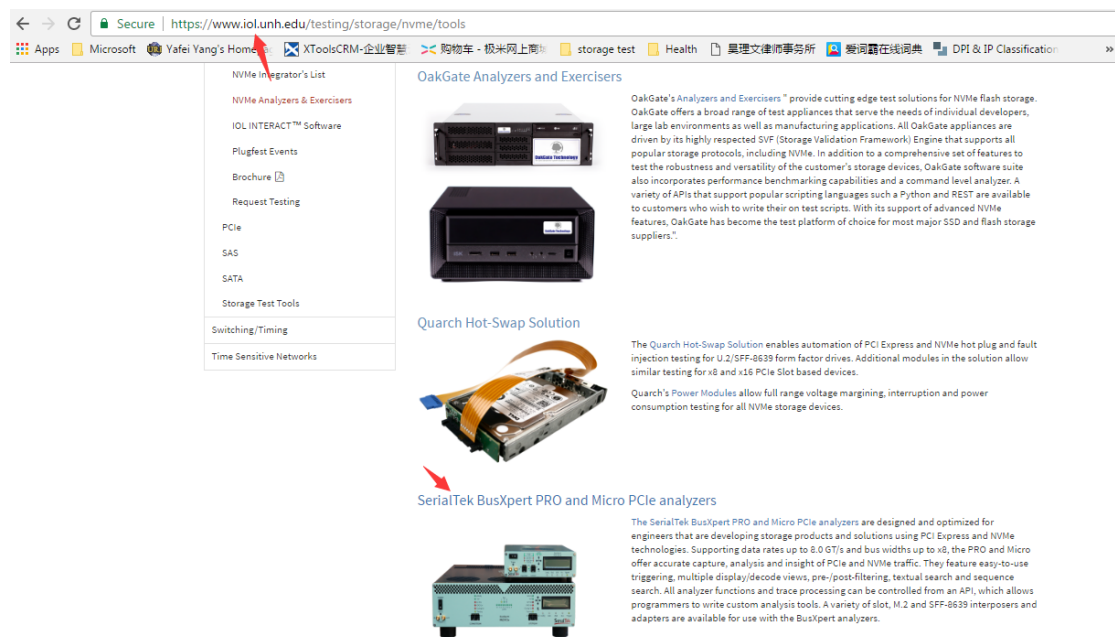 Secure | https://www.iol.unh.edu/testing/storage/nvme/tools
Apps Microsoft Yafei Yang's Home XToolsCRM-企业智慧 购物车 - 极米网上商城 storage test Health 昊理文律师事务所 爱词霸在线词典 DPI & IP Classification »
NVMe Integrator's List
NVMe Analyzers & Exercisers
IOL INTERACT™ Software
Plugfest Events
Brochure
Request Testing
PCIe
SAS
SATA
Storage Test Tools
Switching/Timing
Time Sensitive Networks
OakGate Analyzers and Exercisers
OakGate Technology
OakGate's Analyzers and Exercisers " provide cutting edge test solutions for NVMe flash storage.
OakGate offers a broad range of test appliances that serve the needs of individual developers,
large lab environments as well as manufacturing applications. All OakGate appliances are
driven by its highly respected SVF (Storage Validation Framework) Engine that supports all
popular storage protocols, including NVMe. In addition to a comprehensive set of features to
test the robustness and versatility of the customer's storage devices, OakGate software suite
also incorporates performance benchmarking capabilities and a command level analyzer. A
variety of APIs that support popular scripting languages such a Python and REST are available
to customers who wish to write their on test scripts. With its support of advanced NVMe
features, OakGate has become the test platform of choice for most major SSD and flash storage
suppliers.".
Quarch Hot-Swap Solution
The Quarch Hot-Swap Solution enables automation of PCI Express and NVMe hot plug and fault
injection testing for U.2/SFF-8639 form factor drives. Additional modules in the solution allow
similar testing for x8 and x16 PCIe Slot based devices.
Quarch's Power Modules allow full range voltage margining, interruption and power
consumption testing for all NVMe storage devices.
SerialTek BusXpert PRO and Micro PCIe analyzers
The SerialTek BusXpert PRO and Micro PCIe analyzers are designed and optimized for
engineers that are developing storage products and solutions using PCI Express and NVMe
technologies. Supporting data rates up to 8.0 GT/s and bus widths up to x8, the PRO and Micro
offer accurate capture, analysis and insight of PCIe and NVMe traffic. They feature easy-to-use
triggering, multiple display/decode views, pre-/post-filtering, textual search and sequence
search. All analyzer functions and trace processing can be controlled from an API, which allows
programmers to write custom analysis tools. A variety of slot, M.2 and SFF-8639 interposers and
adapters are available for use with the BusXpert analyzers.